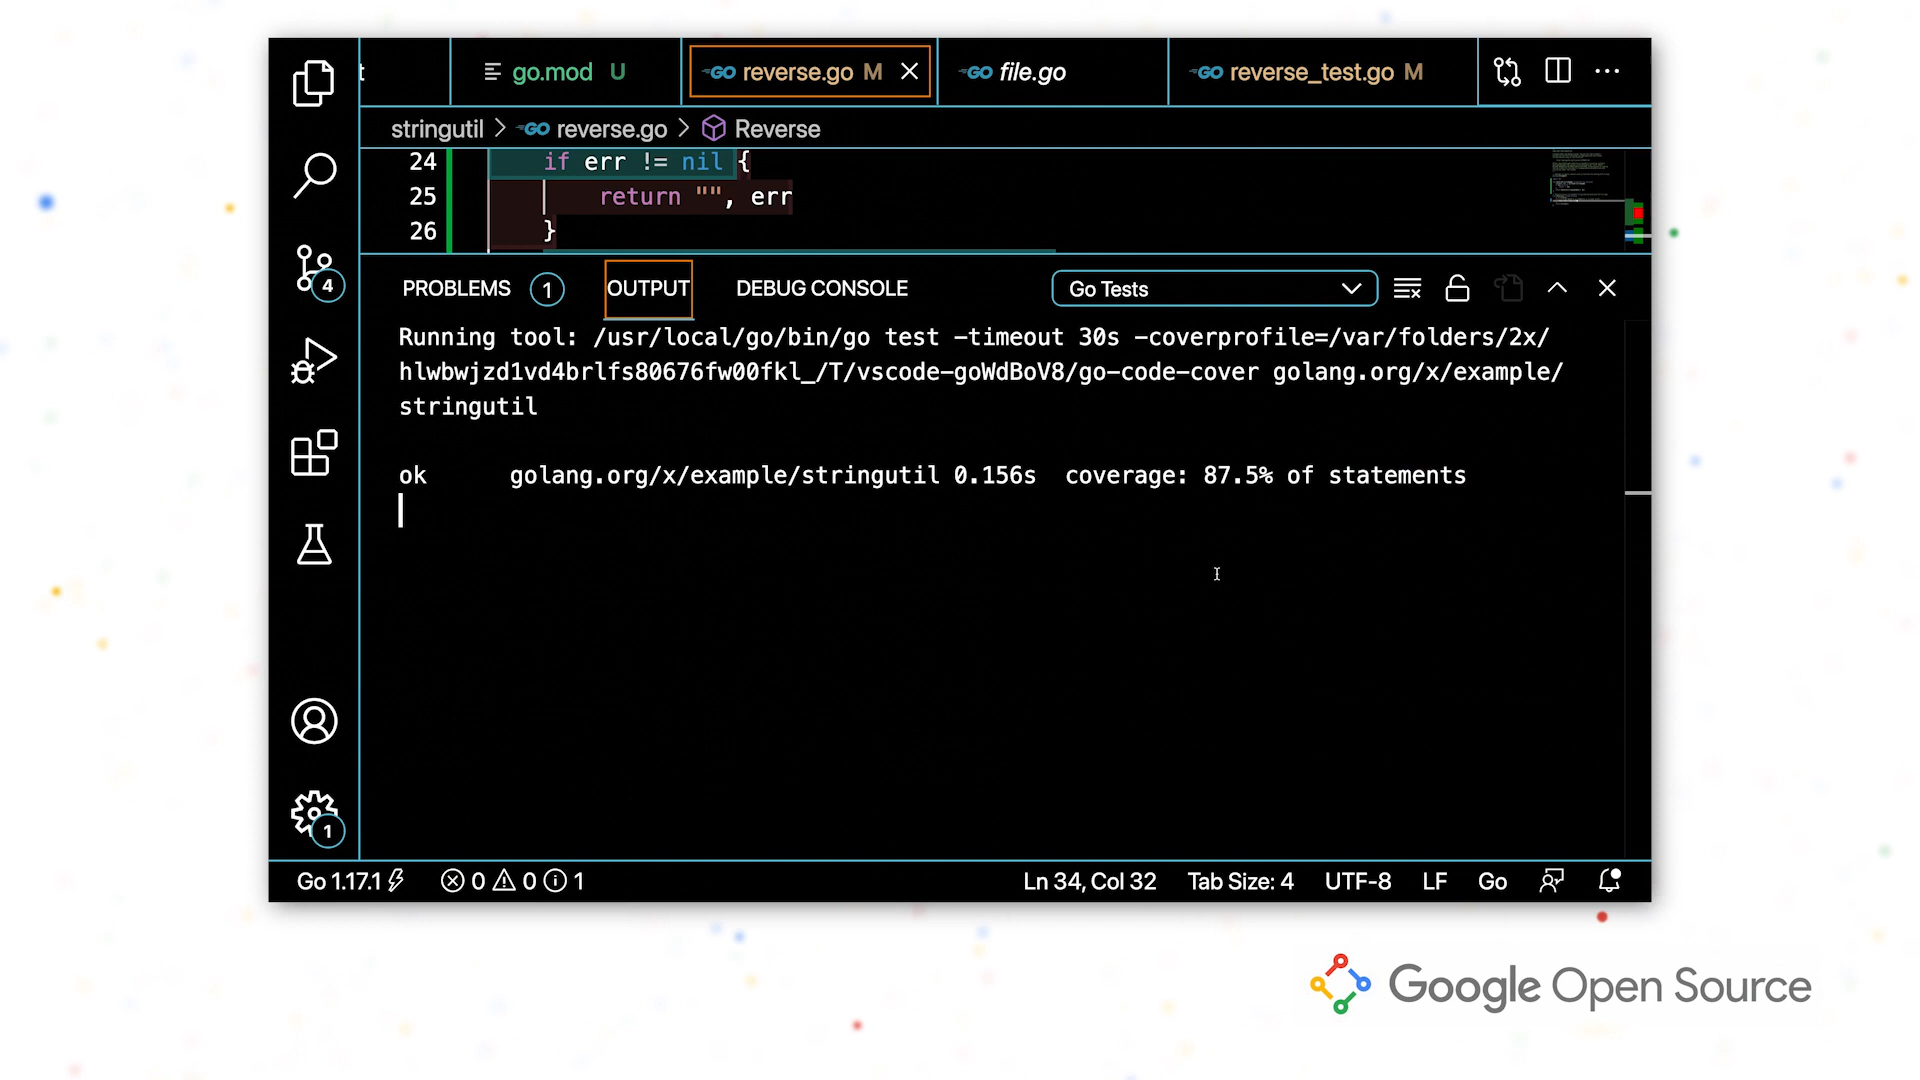 t
go.mod U
GO reverse.go M
GO file.go
GO reverse_test.go M
stringutil > GO reverse.go > Reverse
24 if err != nil {
25 return "", err
26 }
4
PROBLEMS 1
OUTPUT
DEBUG CONSOLE
Go Tests
Running tool: /usr/local/go/bin/go test -timeout 30s -coverprofile=/var/folders/2x/
hlwbwjzd1vd4brlfs80676fw00fkl_/T/vscode-goWdBoV8/go-code-cover golang.org/x/example/
stringutil
ok golang.org/x/example/stringutil 0.156s coverage: 87.5% of statements
1
Go 1.17.1 0 0 1 Ln 34, Col 32 Tab Size: 4 UTF-8 LF Go
Google Open Source